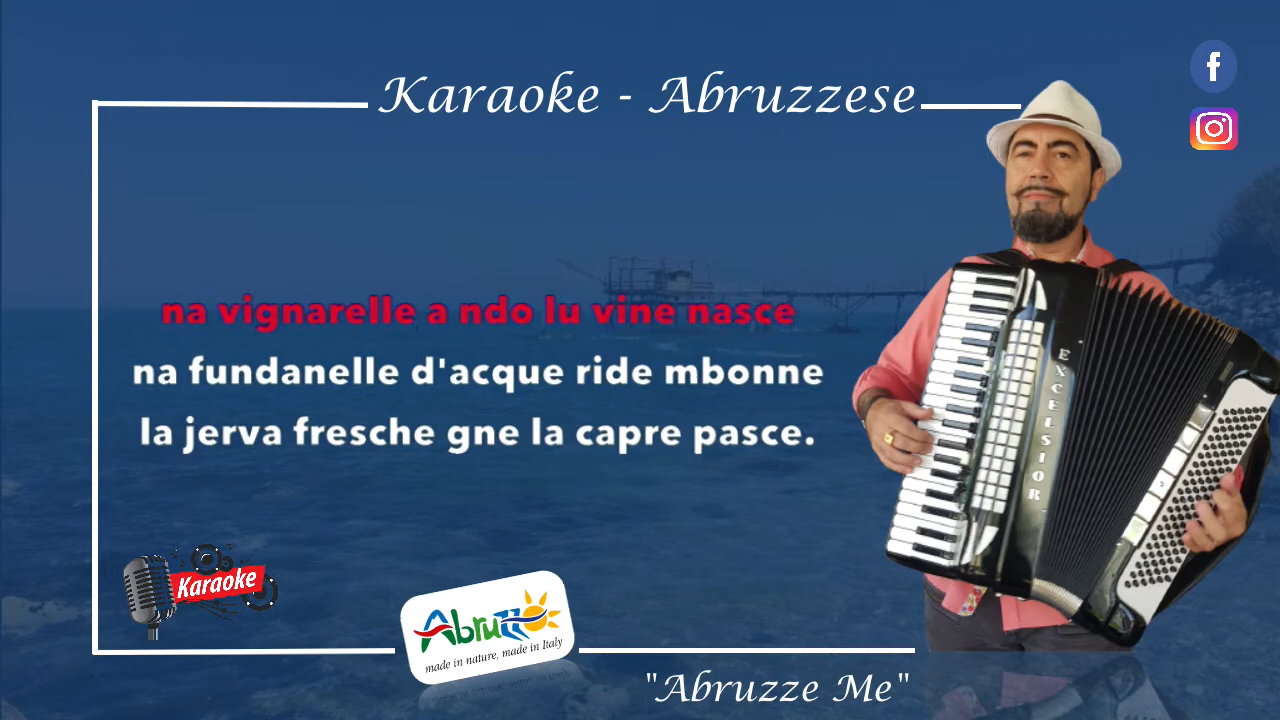 Karaoke - Abruzzese
f
na vignarelle a ndo lu vine nasce
na fundanelle d'acque ride mbonne
la jerva fresche gne la capre pasce.
EXCELSIOR
Karaoke
Abruzzo
made in nature, made in Italy
"Abruzze Me"